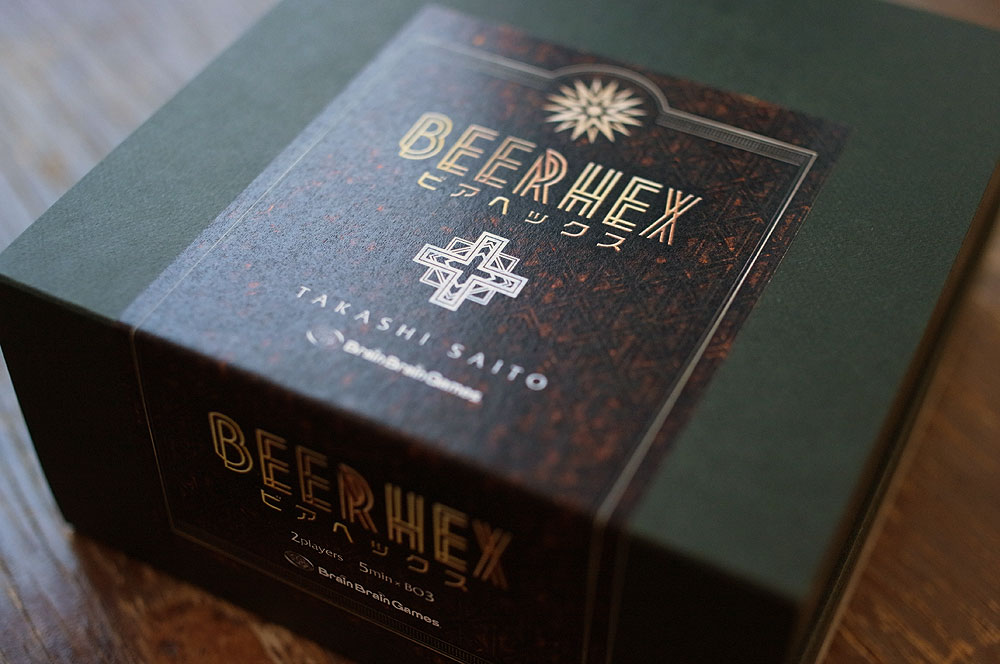 BEERHEX
ビアヘックス
TAKASHI SAITO
BrainBrainGames
BEERHEX
ビアヘックス
2players 5min × BO3
BrainBrainGames